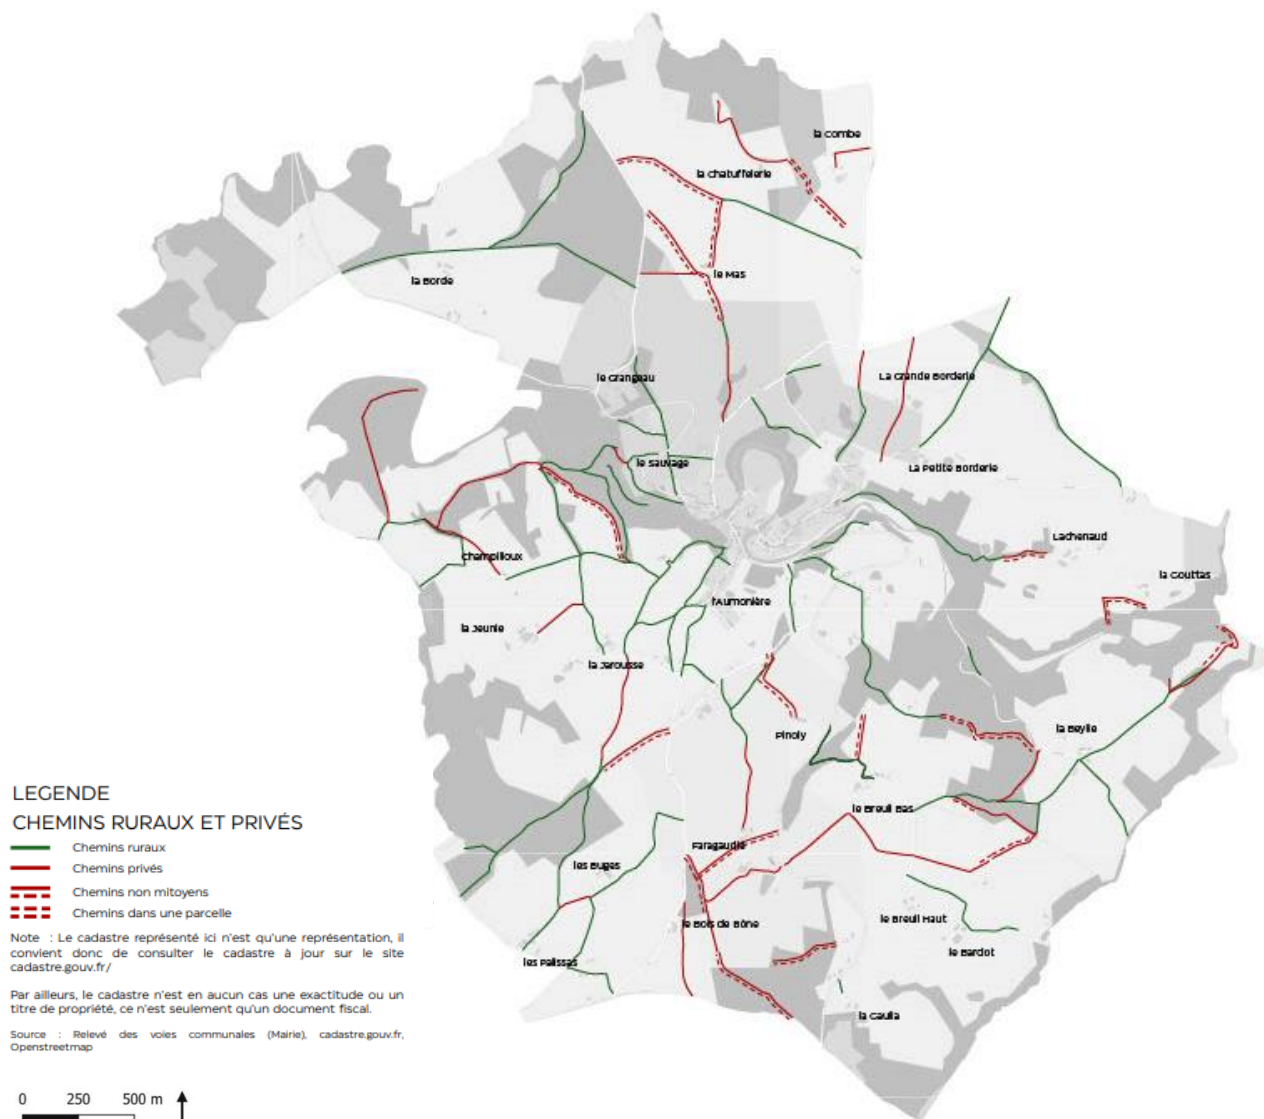 la Combe
la Chatuffelerie
le Mas
la Borde
le Grangeau
La Grande Borderie
le Sauvage
La Petite Borderie
Lachenaud
Champilloux
la Gouttas
l'Aumonière
la Jeunie
la Jarousse
la Beylie
Pinoly
le Breuil Bas
Faragaudie
les Buges
le Breuil Haut
le Bois de Bône
le Bardot
les Palissas
la Caulia
LEGENDE
CHEMINS RURAUX ET PRIVÉS
Chemins ruraux
Chemins privés
Chemins non mitoyens
Chemins dans une parcelle
Note : Le cadastre représenté ici n'est qu'une représentation, il
convient donc de consulter le cadastre à jour sur le site
cadastre.gouv.fr/
Par ailleurs, le cadastre n'est en aucun cas une exactitude ou un
titre de propriété, ce n'est seulement qu'un document fiscal.
Source : Relevé des voies communales (Mairie), cadastre.gouv.fr,
Openstreetmap
0 250 500 m